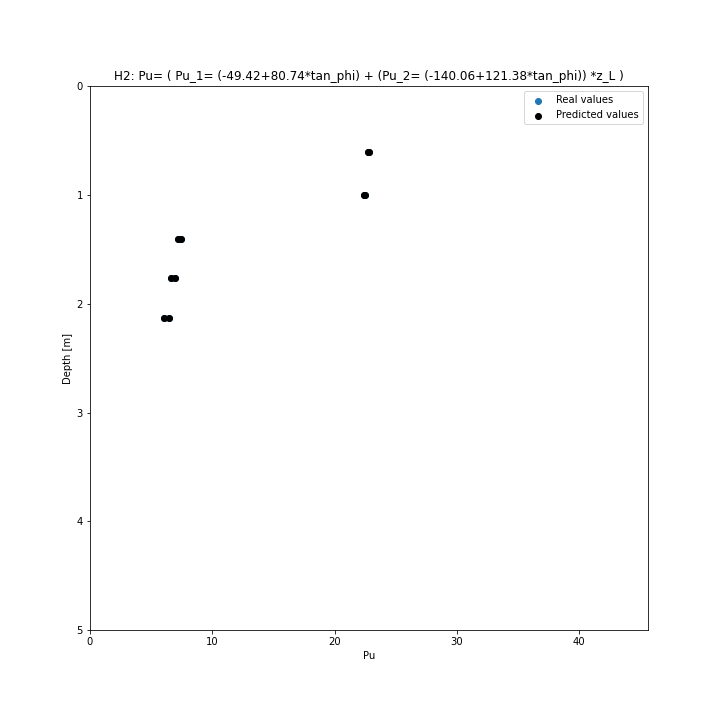 H2: Pu= ( Pu_1= (-49.42+80.74*tan_phi) + (Pu_2= (-140.06+121.38*tan_phi)) *z_L )
Real values
Predicted values
0
1
2
3
4
5
Depth [m]
0
10
20
30
40
Pu